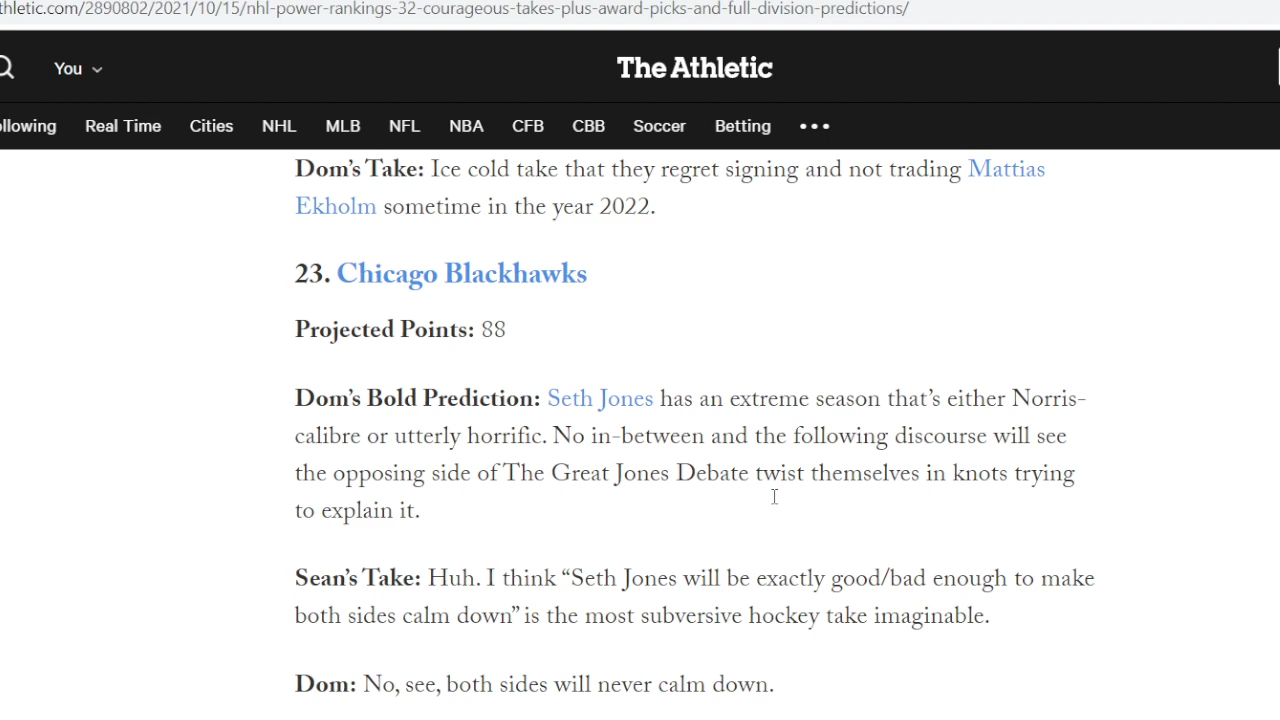 thletic.com/2890802/2021/10/15/nhl-power-rankings-32-courageous-takes-plus-award-picks-and-full-division-predictions/
You
The Athletic
ollowing Real Time Cities NHL MLB NFL NBA CFB CBB Soccer Betting •••
Dom's Take: Ice cold take that they regret signing and not trading Mattias
Ekholm sometime in the year 2022.
23. Chicago Blackhawks
Projected Points: 88
Dom's Bold Prediction: Seth Jones has an extreme season that's either Norris-
calibre or utterly horrific. No in-between and the following discourse will see
the opposing side of The Great Jones Debate twist themselves in knots trying
to explain it.
Sean's Take: Huh. I think “Seth Jones will be exactly good/bad enough to make
both sides calm down” is the most subversive hockey take imaginable.
Dom: No, see, both sides will never calm down.